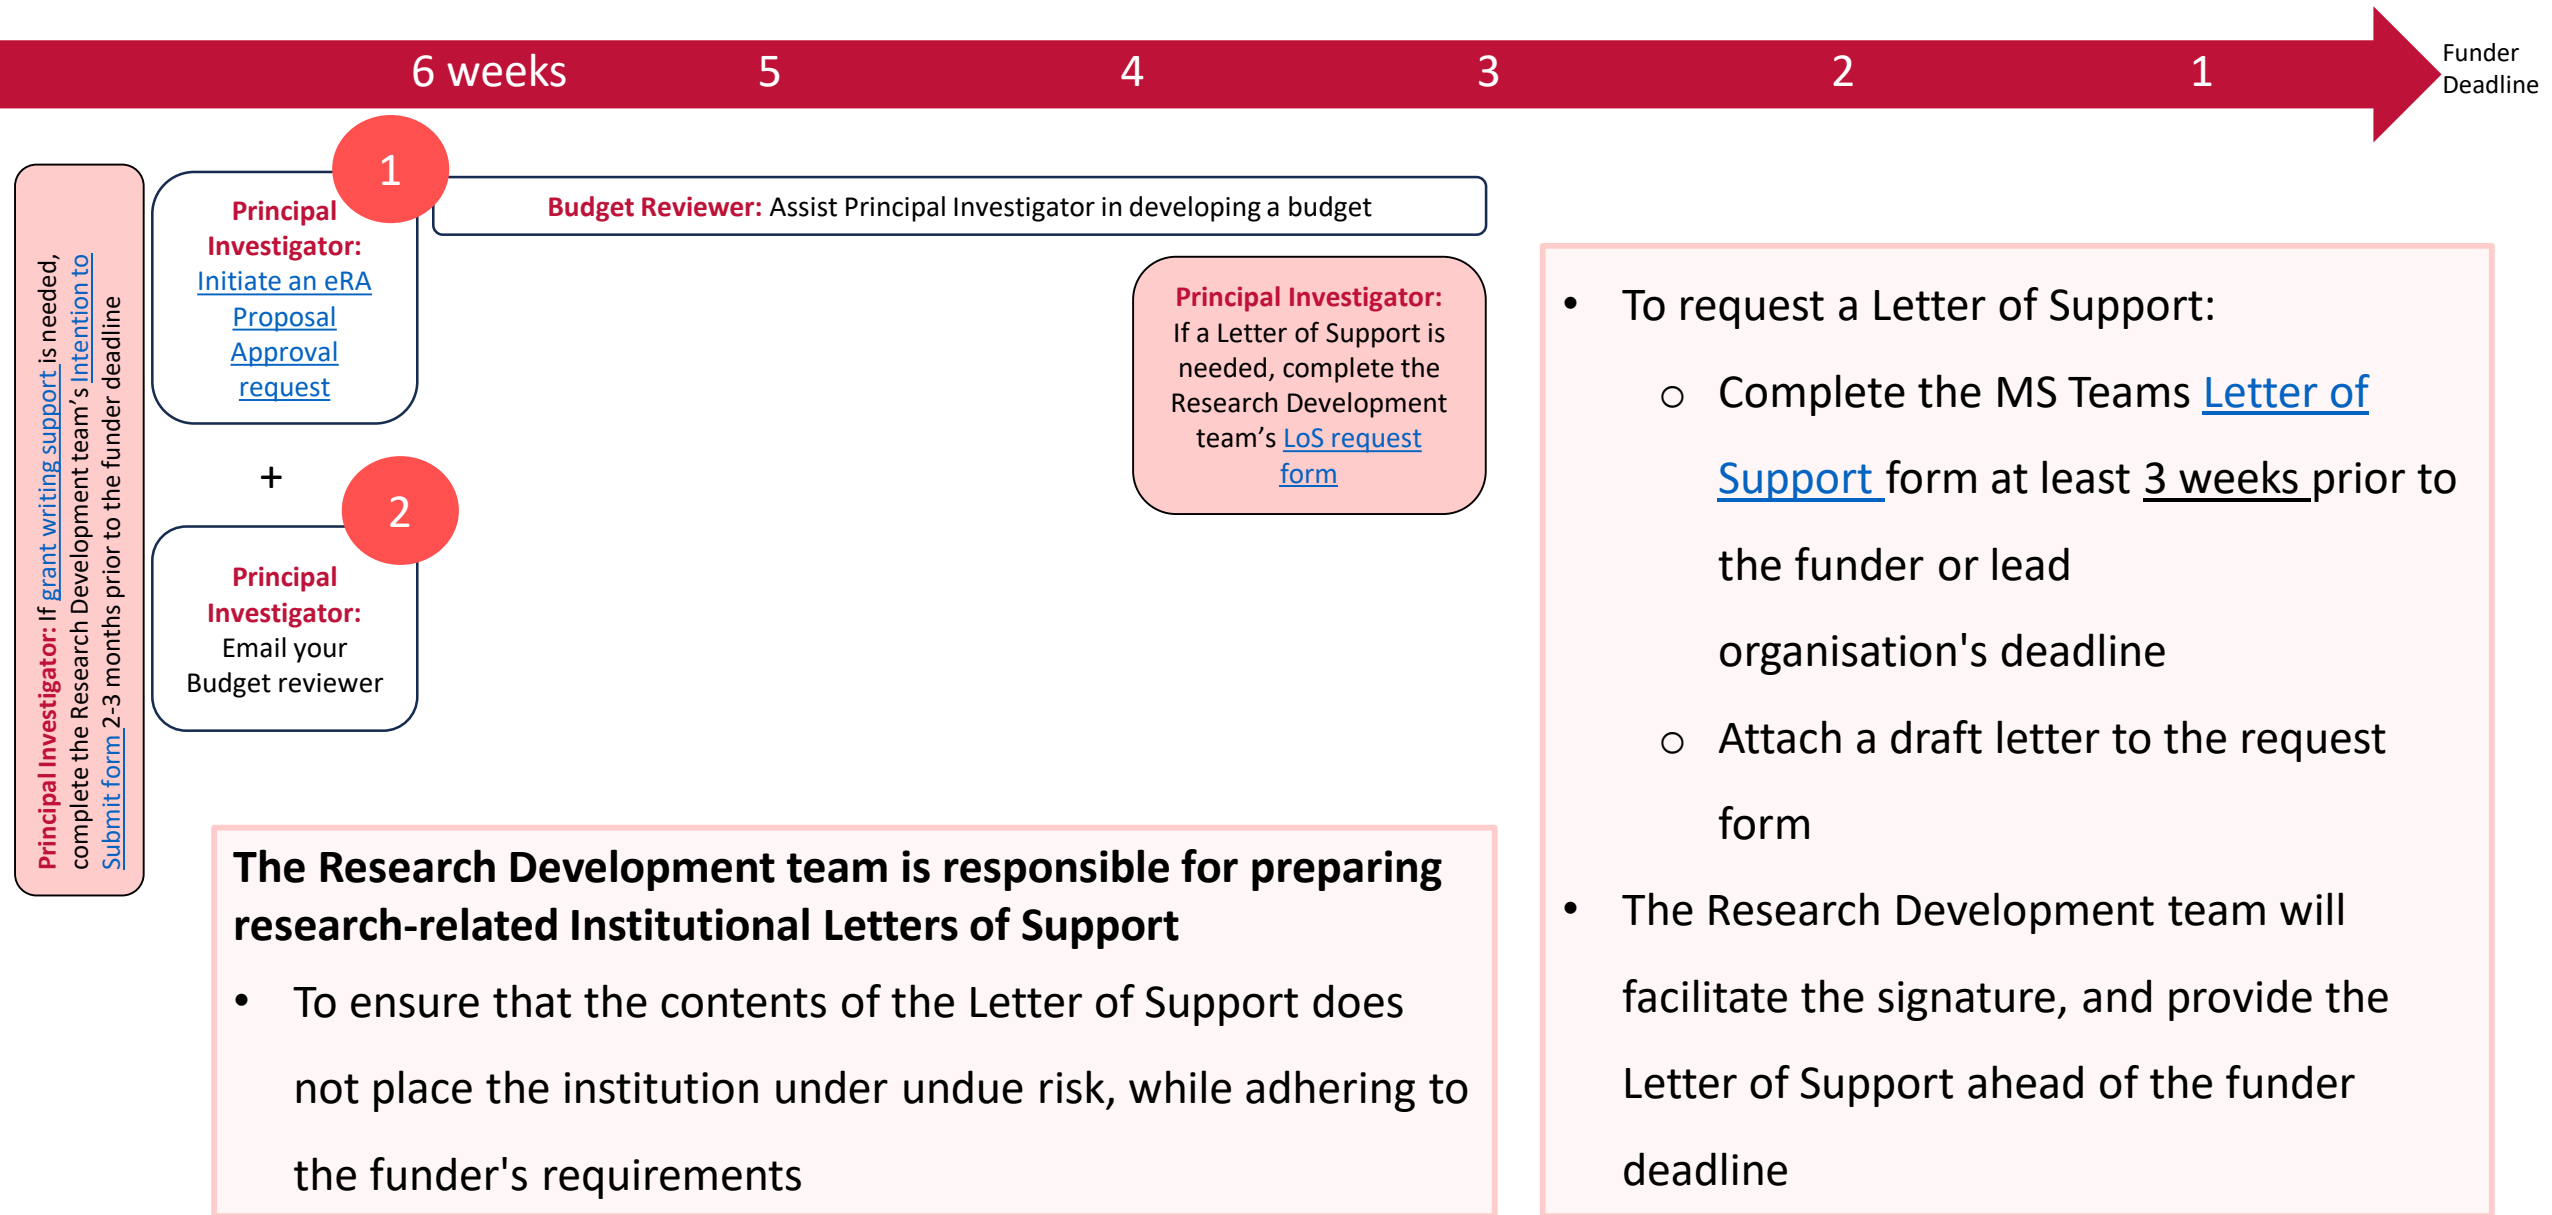 6 weeks 5 4 3 2 1
Funder
Deadline
Principal Investigator: If grant writing support is needed,
complete the Research Development team’s Intention to
Submit form 2-3 months prior to the funder deadline
1
Principal
Investigator:
Initiate an eRA
Proposal
Approval
request
+
2
Principal
Investigator:
Email your
Budget reviewer
Budget Reviewer: Assist Principal Investigator in developing a budget
Principal Investigator:
If a Letter of Support is
needed, complete the
Research Development
team’s LoS request
form
The Research Development team is responsible for preparing
research-related Institutional Letters of Support
• To ensure that the contents of the Letter of Support does
not place the institution under undue risk, while adhering to
the funder's requirements
• To request a Letter of Support:
o Complete the MS Teams Letter of
Support form at least 3 weeks prior to
the funder or lead
organisation's deadline
o Attach a draft letter to the request
form
• The Research Development team will
facilitate the signature, and provide the
Letter of Support ahead of the funder
deadline